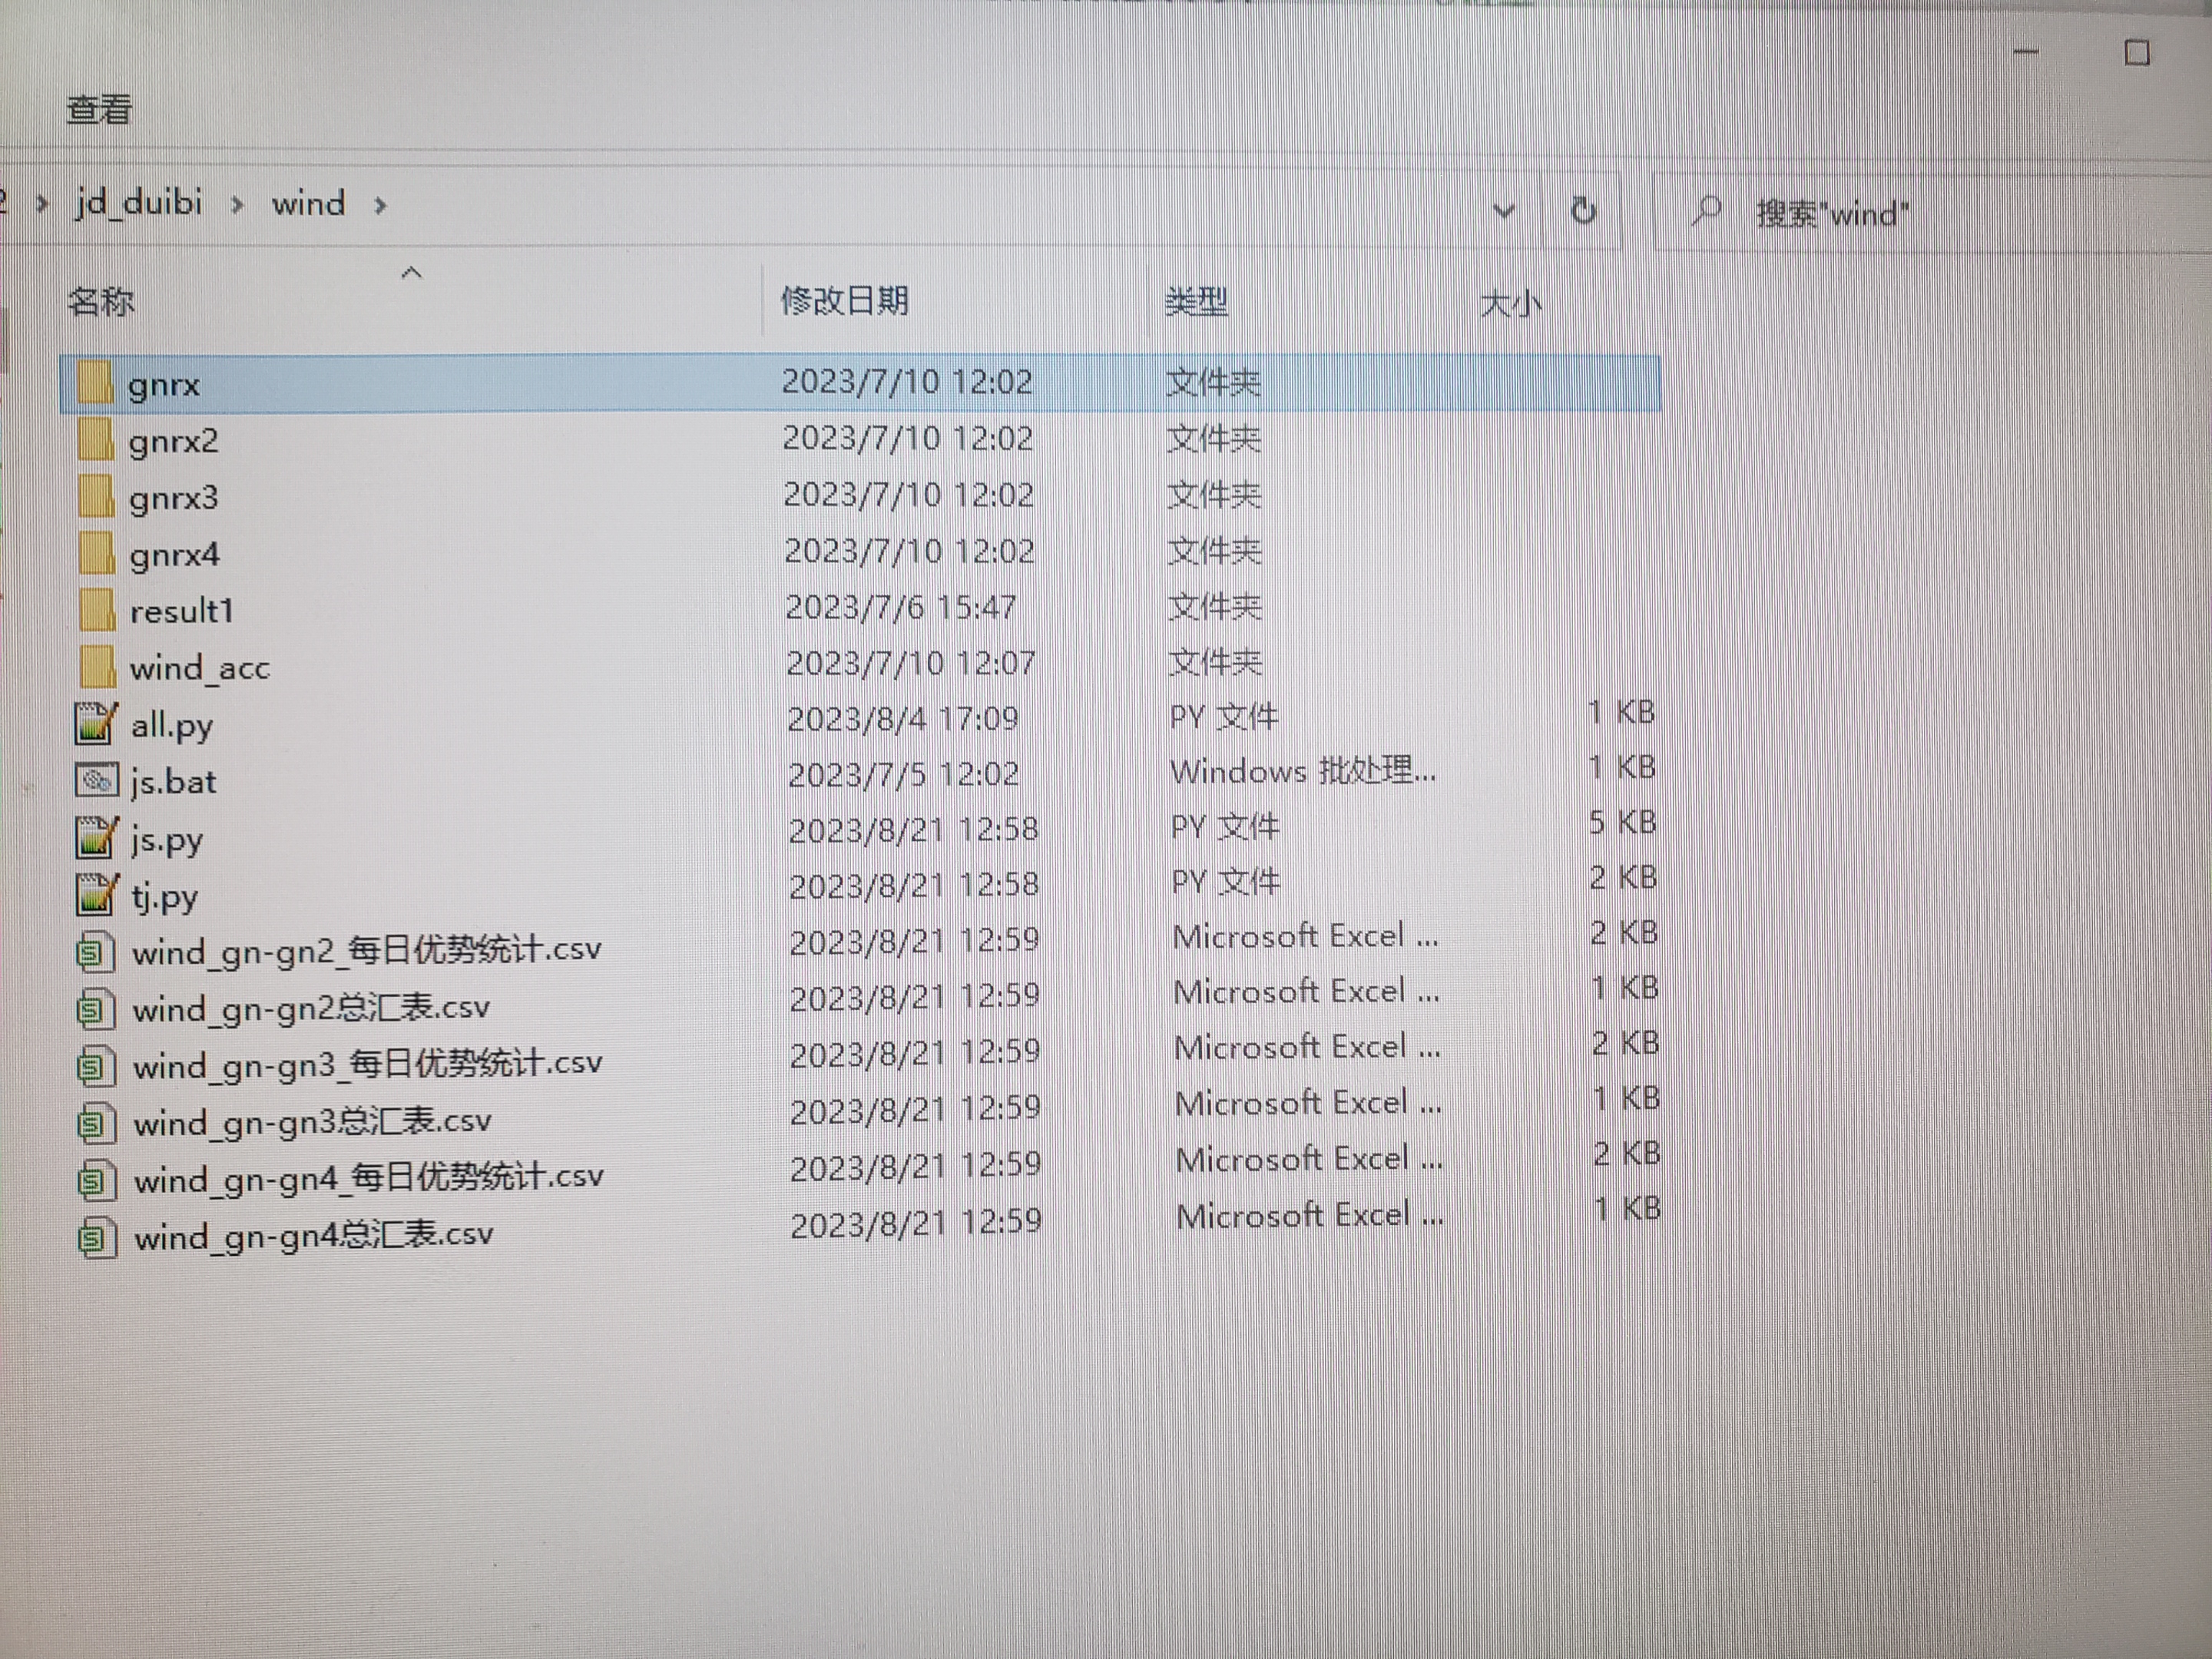 查看
jd_duibi › wind ›
搜索"wind"
名称 修改日期 类型 大小
gnrx 2023/7/10 12:02 文件夹
gnrx2 2023/7/10 12:02 文件夹
gnrx3 2023/7/10 12:02 文件夹
gnrx4 2023/7/10 12:02 文件夹
result1 2023/7/6 15:47 文件夹
wind_acc 2023/7/10 12:07 文件夹
all.py 2023/8/4 17:09 PY 文件 1 KB
js.bat 2023/7/5 12:02 Windows 批处理... 1 KB
js.py 2023/8/21 12:58 PY 文件 5 KB
tj.py 2023/8/21 12:58 PY 文件 2 KB
wind_gn-gn2_每日优势统计.csv 2023/8/21 12:59 Microsoft Excel ... 2 KB
wind_gn-gn2总汇表.csv 2023/8/21 12:59 Microsoft Excel ... 1 KB
wind_gn-gn3_每日优势统计.csv 2023/8/21 12:59 Microsoft Excel ... 2 KB
wind_gn-gn3总汇表.csv 2023/8/21 12:59 Microsoft Excel ... 1 KB
wind_gn-gn4_每日优势统计.csv 2023/8/21 12:59 Microsoft Excel ... 2 KB
wind_gn-gn4总汇表.csv 2023/8/21 12:59 Microsoft Excel ... 1 KB